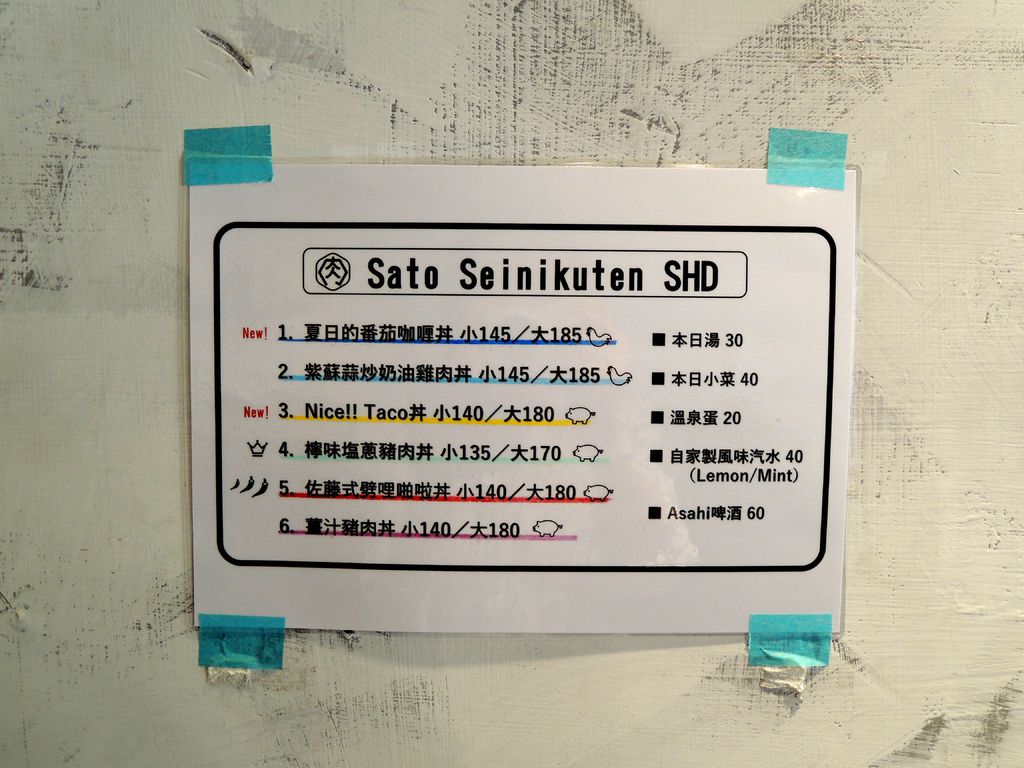 肉 Sato Seinikuten SHD
New! 1. 夏日的番茄咖喱丼 小145／大185
2. 紫蘇蒜炒奶油雞肉丼 小145／大185
New! 3. Nice!! Taco丼 小140／大180
4. 檸味塩蔥豬肉丼 小135／大170
5. 佐藤式劈哩啪啦丼 小140／大180
6. 薑汁豬肉丼 小140／大180
■ 本日湯 30
■ 本日小菜 40
■ 溫泉蛋 20
■ 自家製風味汽水 40
（Lemon/Mint）
■ Asahi啤酒 60